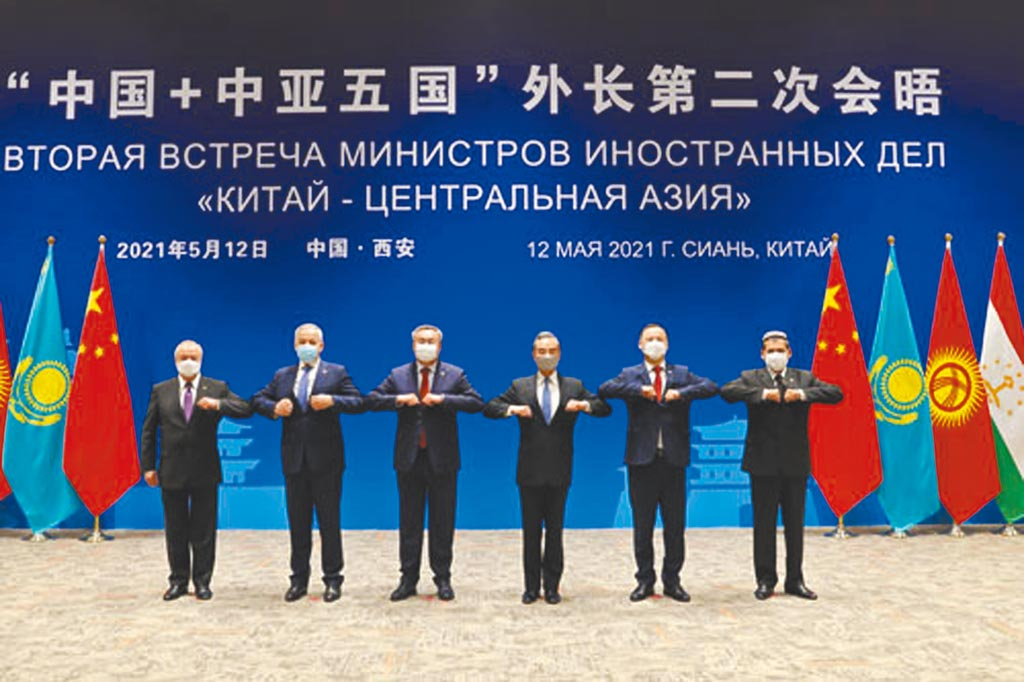 “中国+中亚五国”外长第二次会晤
ВТОРАЯ ВСТРЕЧА МИНИСТРОВ ИНОСТРАННЫХ ДЕЛ
«КИТАЙ - ЦЕНТРАЛЬНАЯ АЗИЯ»
2021年5月12日 中国·西安 12 МАЯ 2021 Г. СИАНЬ, КИТАЙ